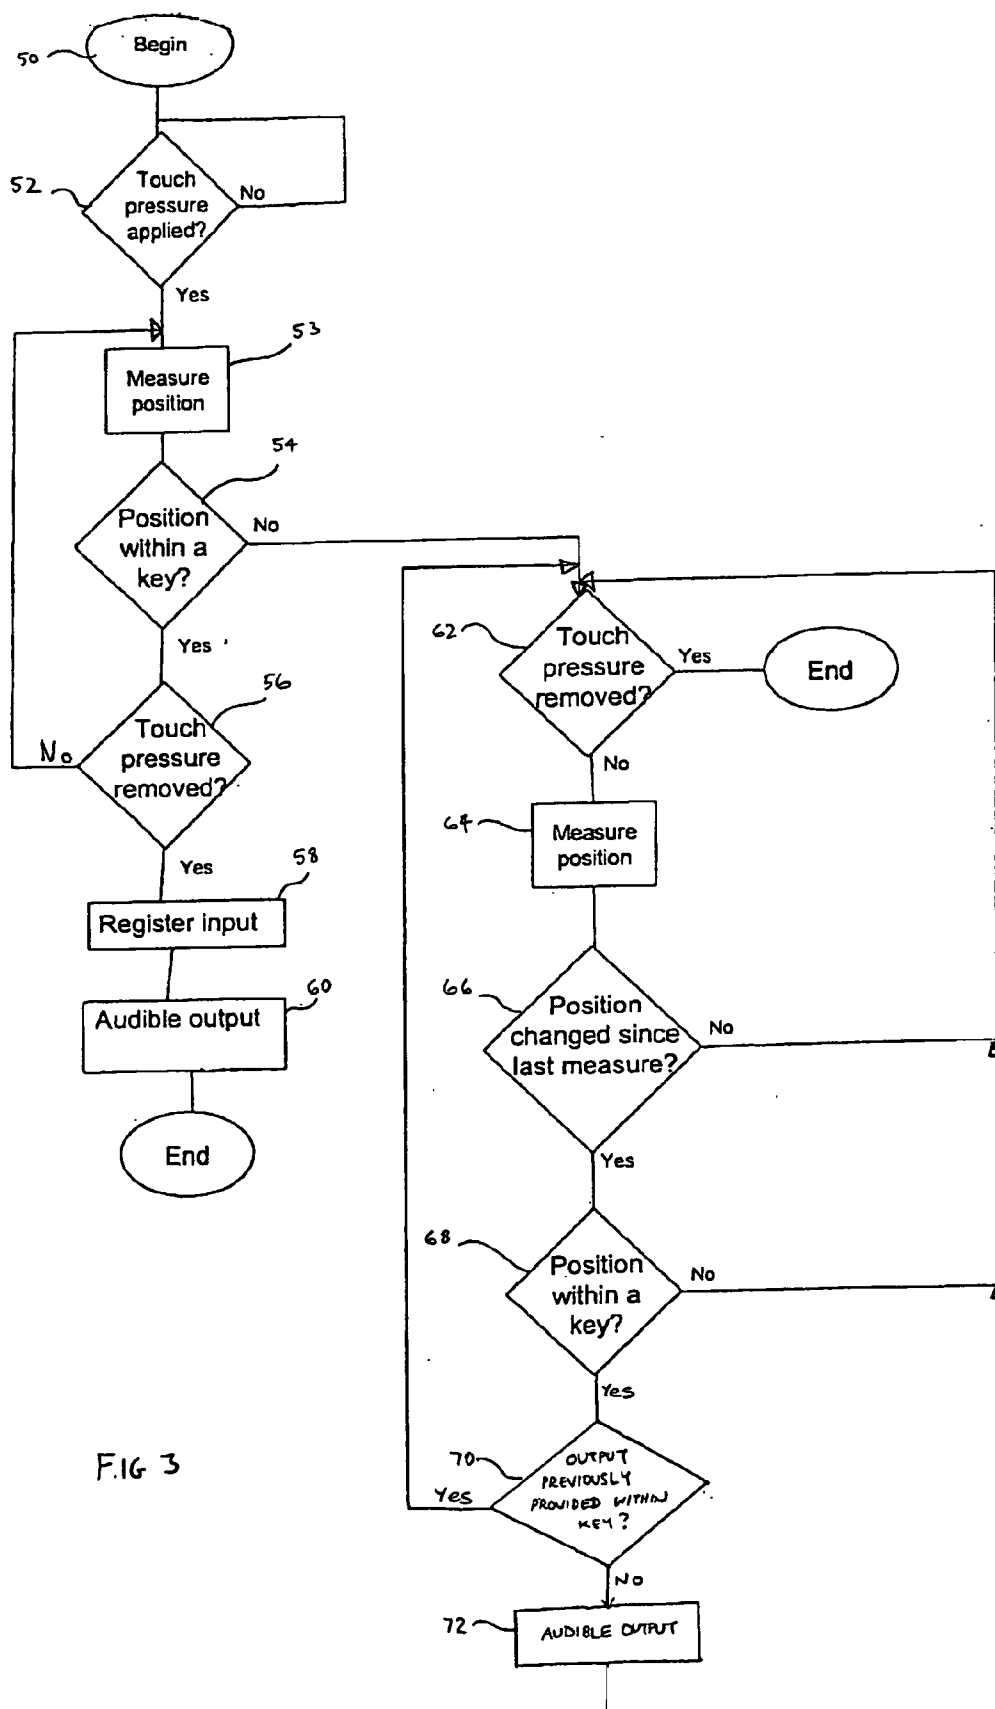 50
Begin
52
Touch
pressure
applied?
No
Yes
53
Measure
position
54
Position
within a
key?
No
Yes
56
Touch
pressure
removed?
No
Yes
58
Register input
60
Audible output
End
62
Touch
pressure
removed?
Yes
End
No
64
Measure
position
66
Position
changed since
last measure?
No
Yes
68
Position
within a
key?
No
Yes
70
OUTPUT
PREVIOUSLY
PROVIDED WITHIN
KEY?
Yes
No
72
AUDIBLE OUTPUT
FIG 3